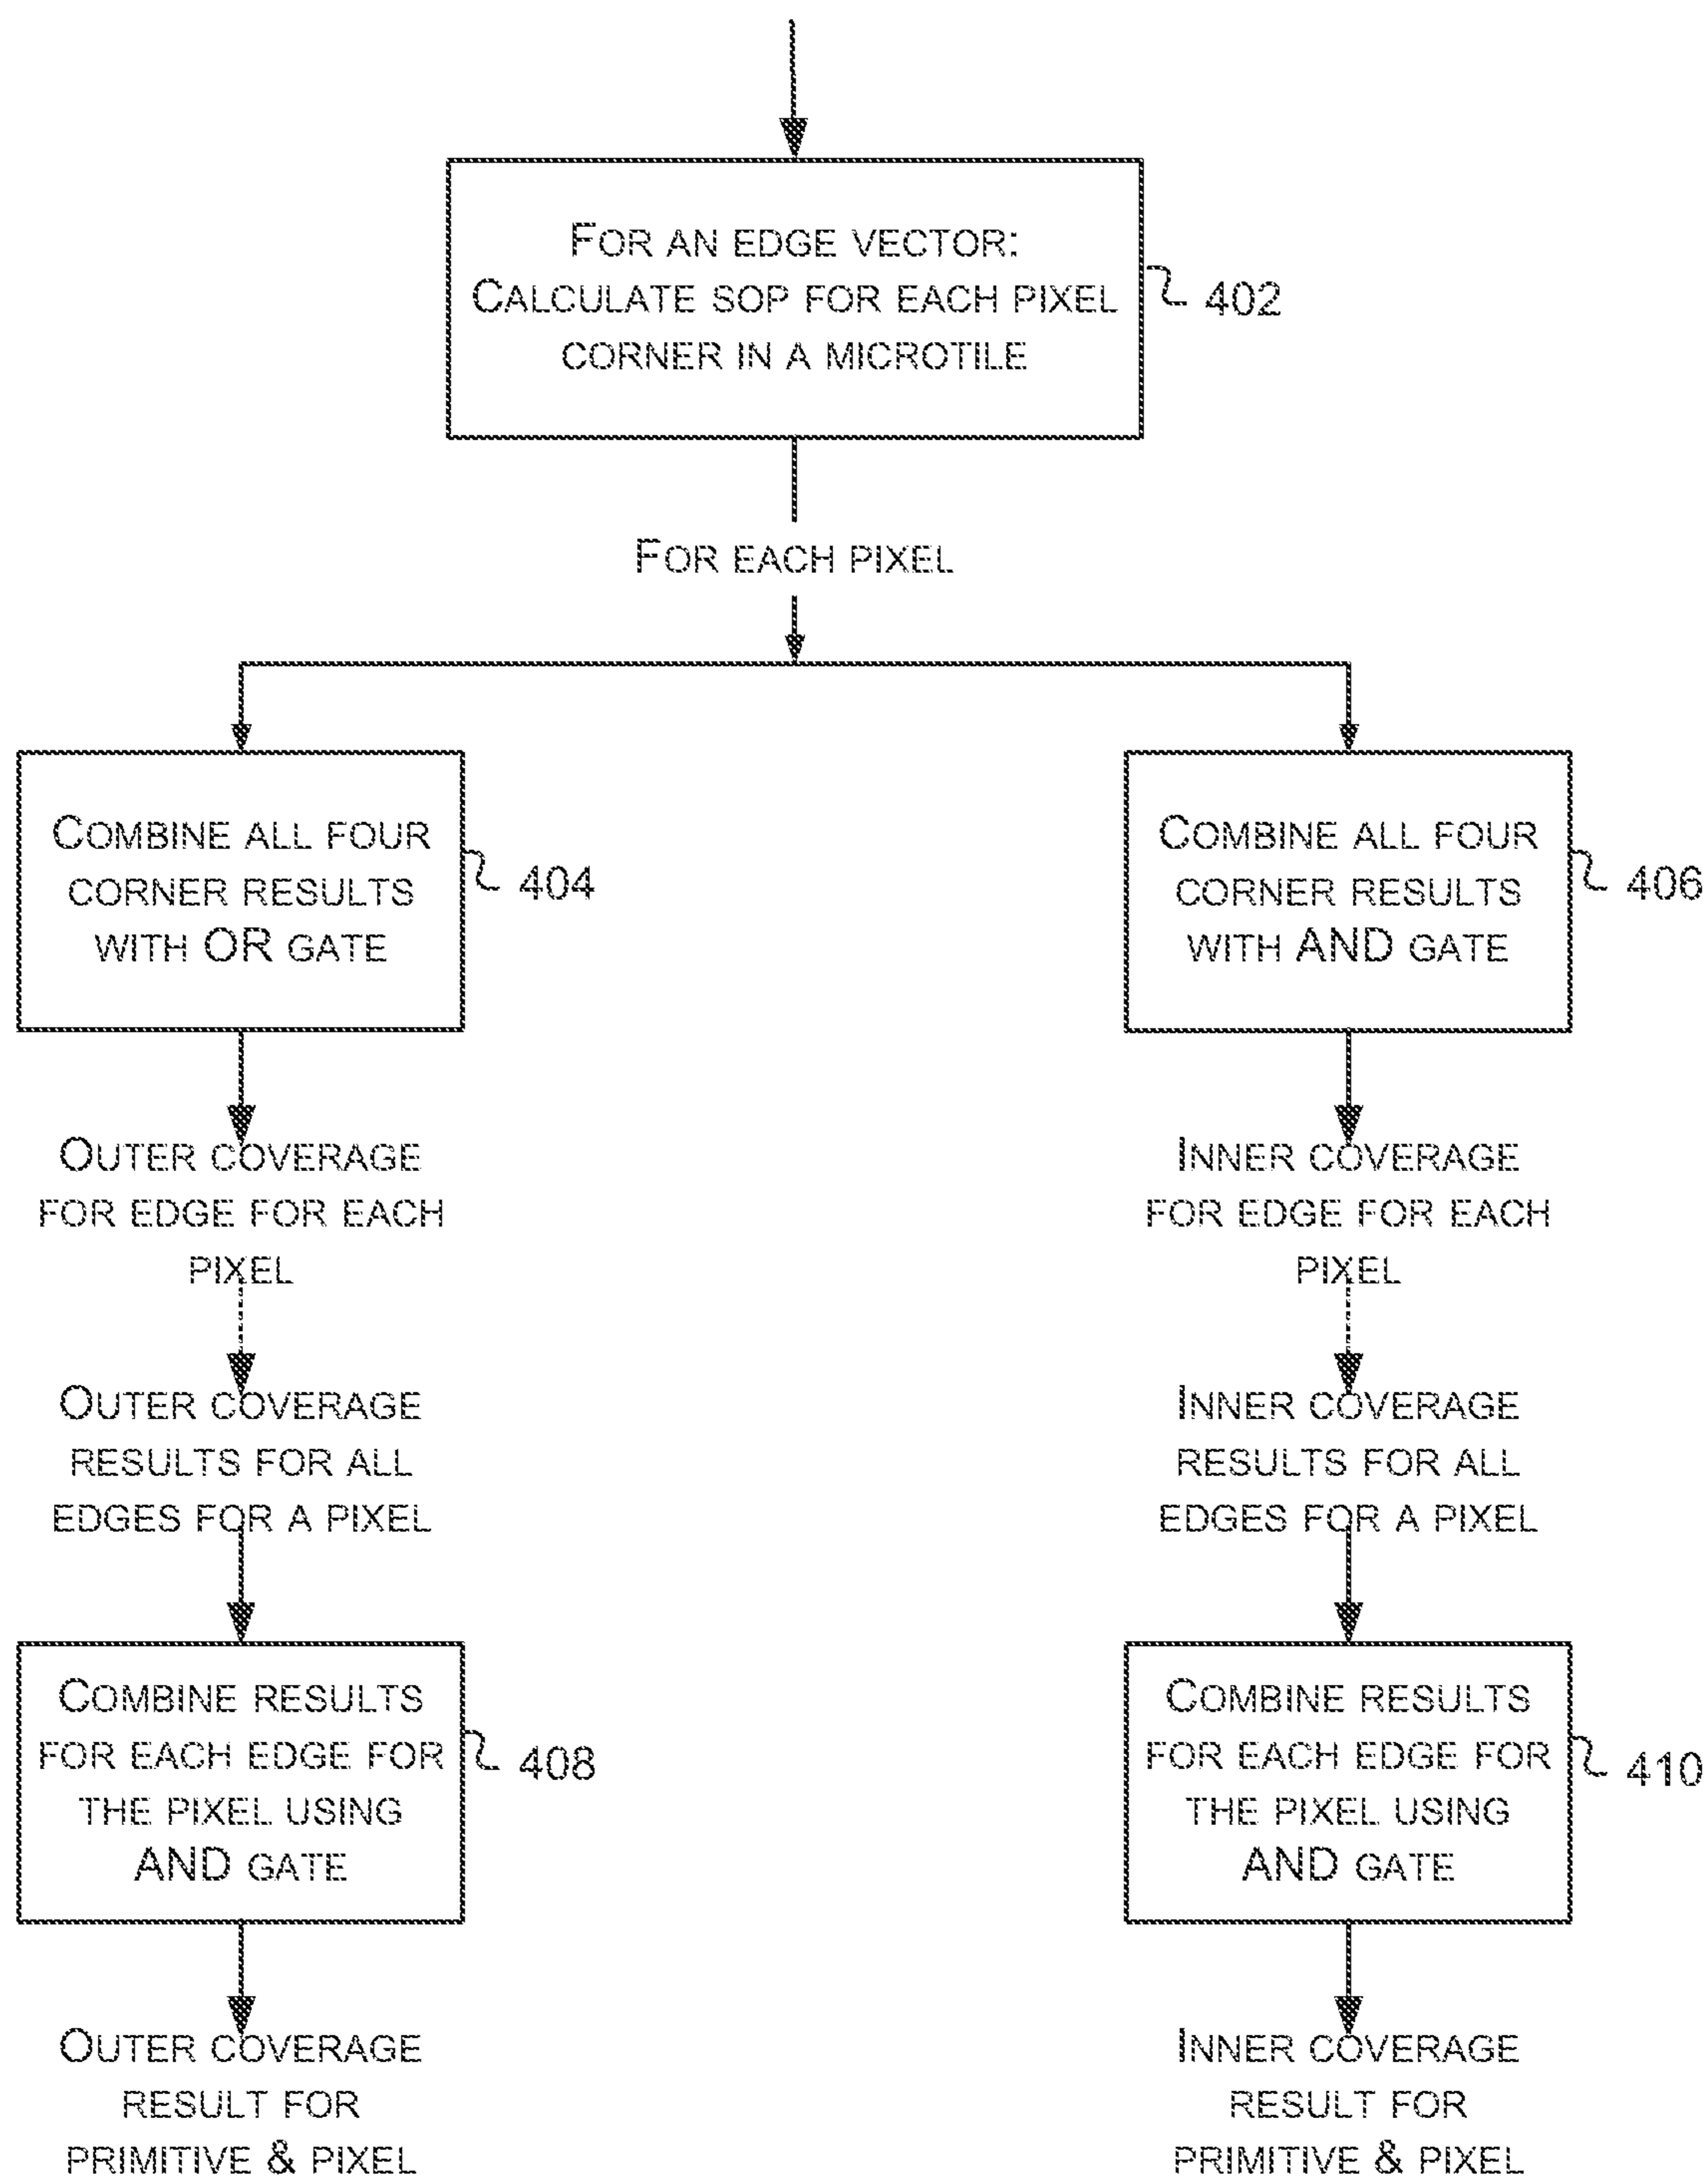 FOR AN EDGE VECTOR:
CALCULATE SOP FOR EACH PIXEL
CORNER IN A MICROTILE
402
FOR EACH PIXEL
COMBINE ALL FOUR
CORNER RESULTS
WITH OR GATE
404
COMBINE ALL FOUR
CORNER RESULTS
WITH AND GATE
406
OUTER COVERAGE
FOR EDGE FOR EACH
PIXEL
INNER COVERAGE
FOR EDGE FOR EACH
PIXEL
OUTER COVERAGE
RESULTS FOR ALL
EDGES FOR A PIXEL
INNER COVERAGE
RESULTS FOR ALL
EDGES FOR A PIXEL
COMBINE RESULTS
FOR EACH EDGE FOR
THE PIXEL USING
AND GATE
408
COMBINE RESULTS
FOR EACH EDGE FOR
THE PIXEL USING
AND GATE
410
OUTER COVERAGE
RESULT FOR
PRIMITIVE & PIXEL
INNER COVERAGE
RESULT FOR
PRIMITIVE & PIXEL